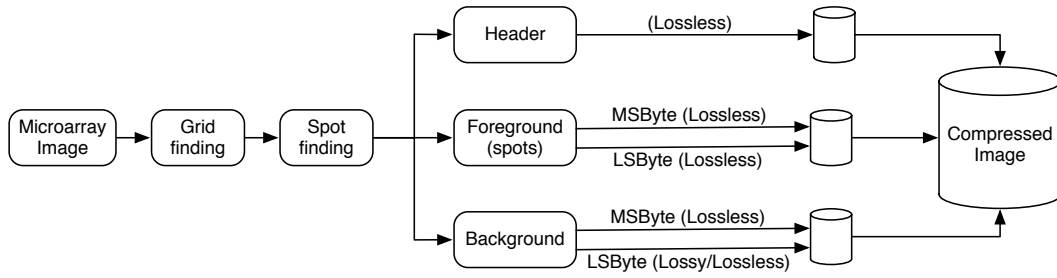 Microarray
Image
Grid
finding
Spot
finding
Header
(Lossless)
Foreground
(spots)
MSByte (Lossless)
LSByte (Lossless)
Background
MSByte (Lossless)
LSByte (Lossy/Lossless)
Compressed
Image